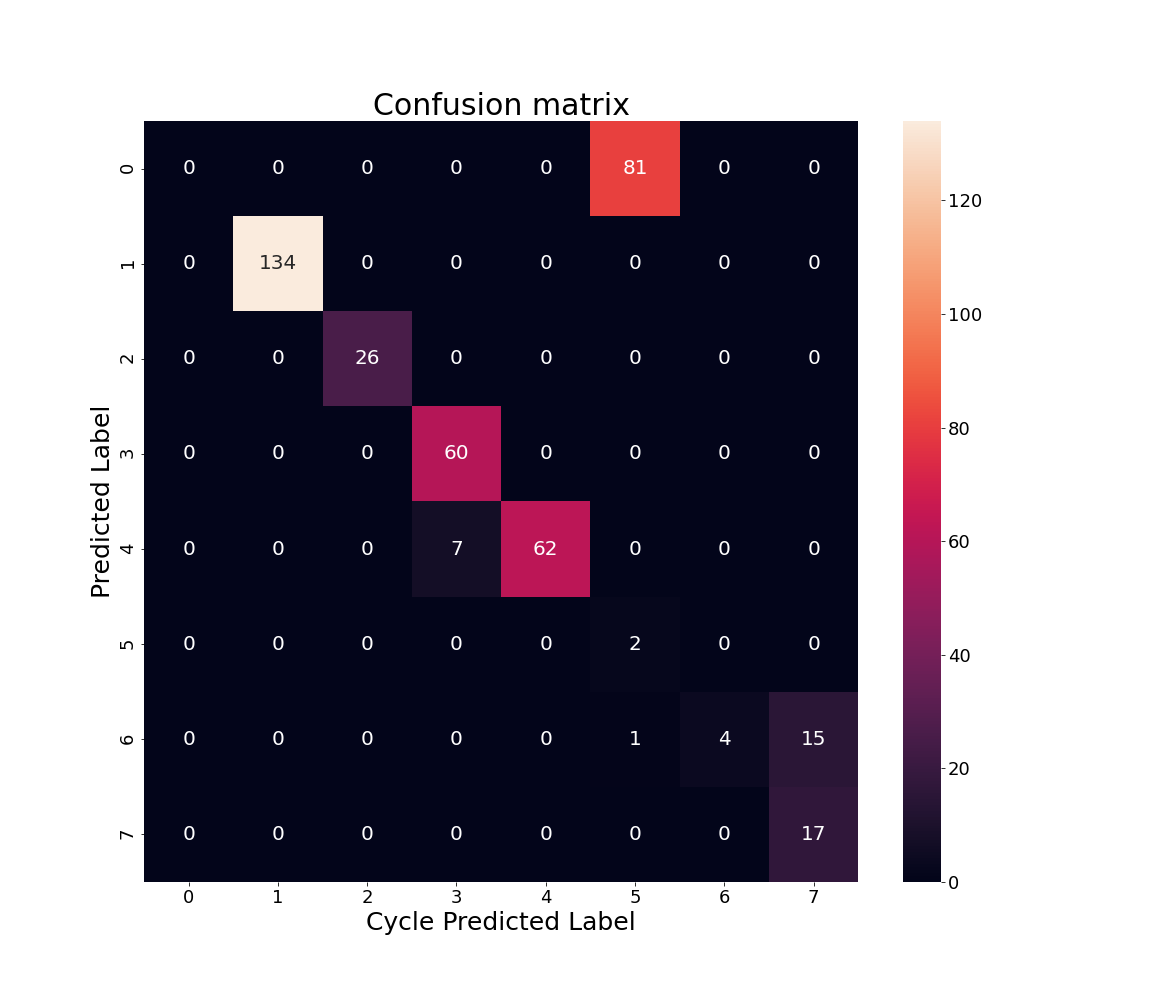 Confusion matrix
0 0 0 0 0 0 81 0 0
1 0 134 0 0 0 0 0 0
2 0 0 26 0 0 0 0 0
3 0 0 0 60 0 0 0 0
4 0 0 0 7 62 0 0 0
5 0 0 0 0 0 2 0 0
6 0 0 0 0 0 1 4 15
7 0 0 0 0 0 0 0 17
0 1 2 3 4 5 6 7
Predicted Label
Cycle Predicted Label
120
100
80
60
40
20
0